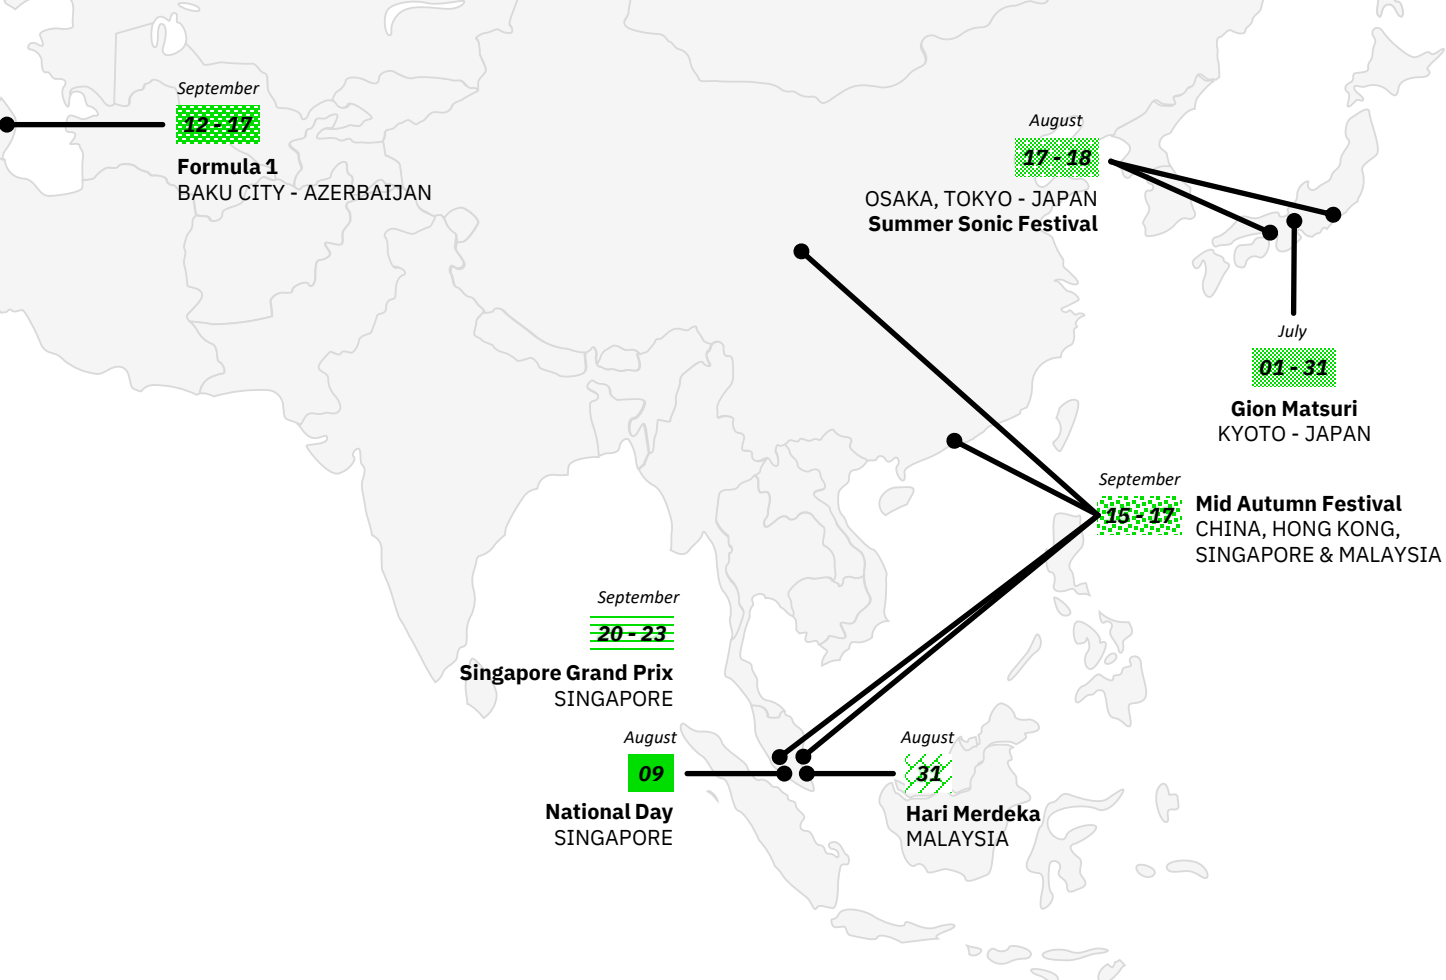 September
12 - 17
Formula 1
BAKU CITY - AZERBAIJAN
August
17 - 18
OSAKA, TOKYO - JAPAN
Summer Sonic Festival
July
01 - 31
Gion Matsuri
KYOTO - JAPAN
September
15 - 17
Mid Autumn Festival
CHINA, HONG KONG,
SINGAPORE & MALAYSIA
September
20 - 23
Singapore Grand Prix
SINGAPORE
August
09
National Day
SINGAPORE
August
31
Hari Merdeka
MALAYSIA